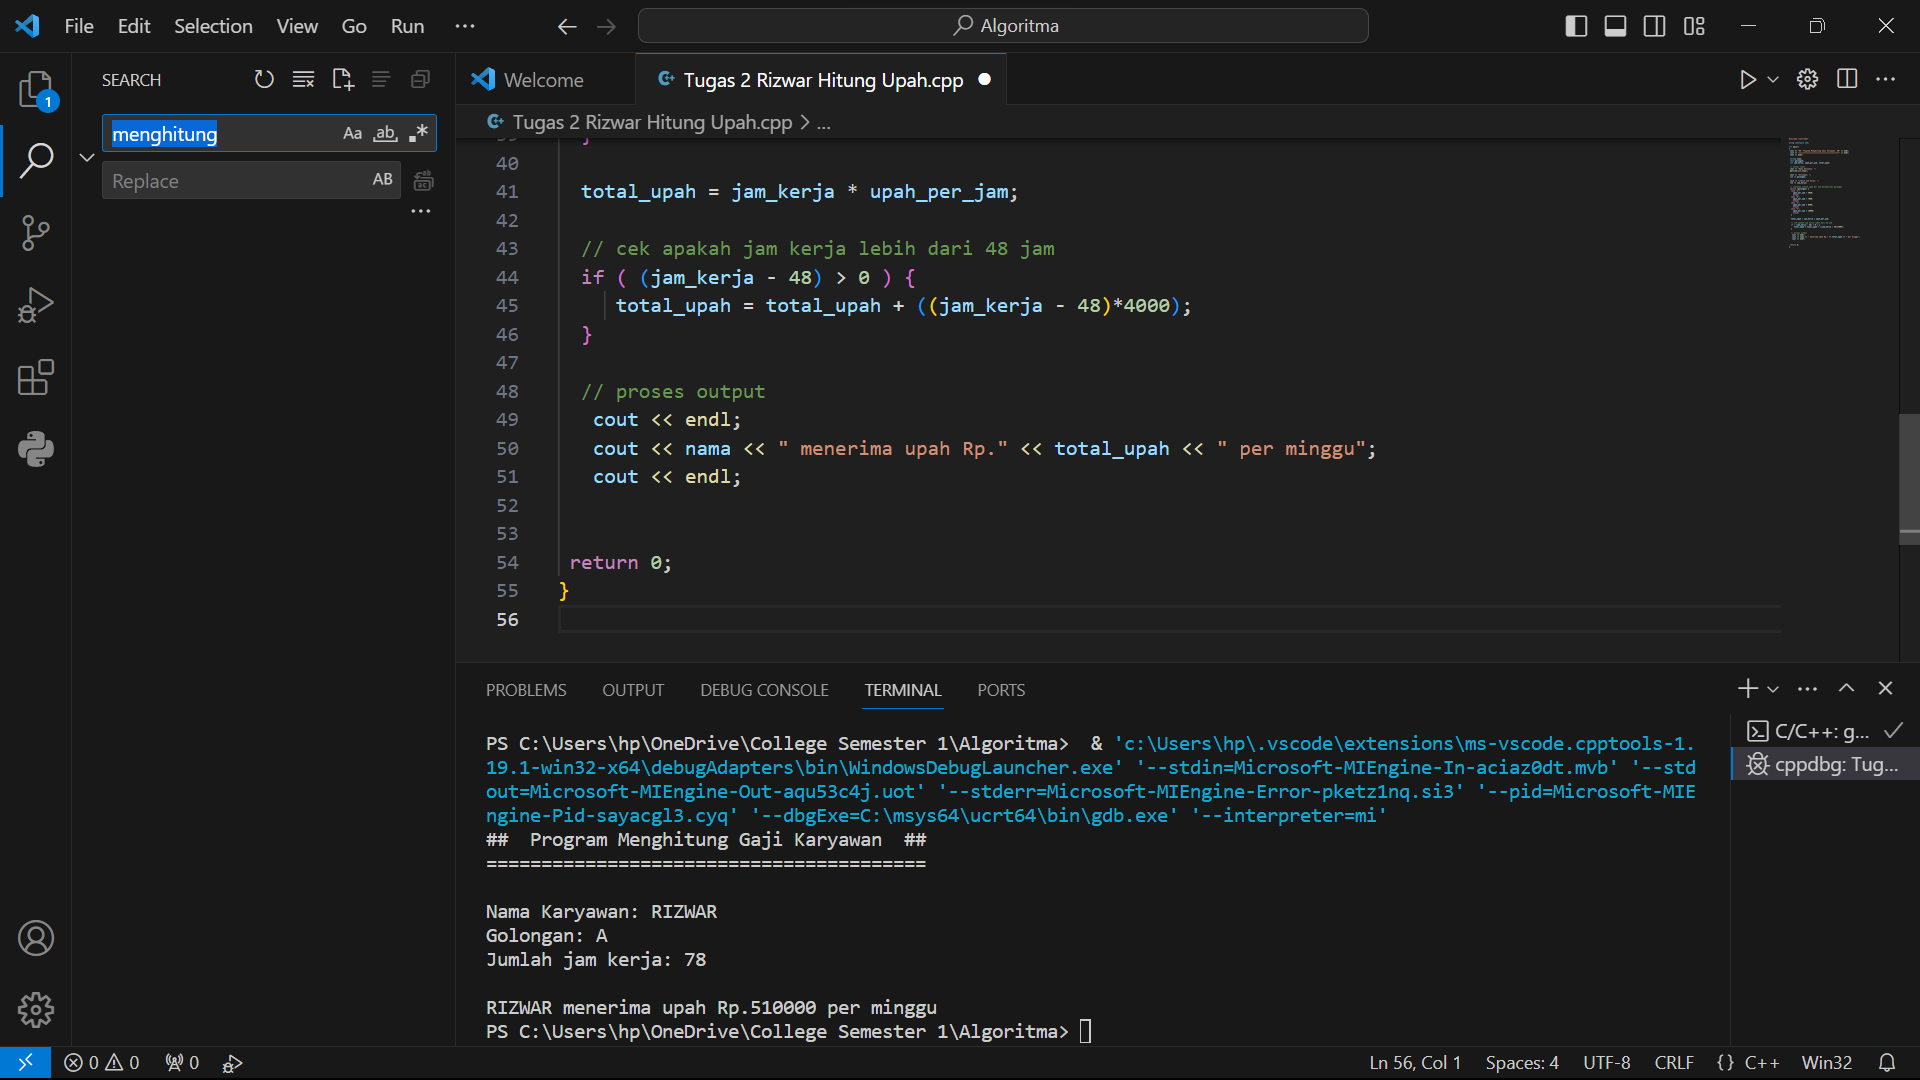 File Edit Selection View Go Run ··· Algoritma
SEARCH
1
menghitung
Aa ab .*
Replace
AB
Welcome
Tugas 2 Rizwar Hitung Upah.cpp
Tugas 2 Rizwar Hitung Upah.cpp > ...
40
41 total_upah = jam_kerja * upah_per_jam;
42
43 // cek apakah jam kerja lebih dari 48 jam
44 if ( (jam_kerja - 48) > 0 ) {
45 total_upah = total_upah + ((jam_kerja - 48)*4000);
46 }
47
48 // proses output
49 cout << endl;
50 cout << nama << " menerima upah Rp." << total_upah << " per minggu";
51 cout << endl;
52
53
54 return 0;
55 }
56
PROBLEMS OUTPUT DEBUG CONSOLE TERMINAL PORTS
PS C:\Users\hp\OneDrive\College Semester 1\Algoritma> & 'c:\Users\hp\.vscode\extensions\ms-vscode.cpptools-1.
19.1-win32-x64\debugAdapters\bin\WindowsDebugLauncher.exe' '--stdin=Microsoft-MIEngine-In-aciaz0dt.mvb' '--std
out=Microsoft-MIEngine-Out-aqu53c4j.uot' '--stderr=Microsoft-MIEngine-Error-pketz1nq.si3' '--pid=Microsoft-MIE
ngine-Pid-sayacgl3.cyq' '--dbgExe=C:\msys64\ucrt64\bin\gdb.exe' '--interpreter=mi'
## Program Menghitung Gaji Karyawan ##
========================================
Nama Karyawan: RIZWAR
Golongan: A
Jumlah jam kerja: 78
RIZWAR menerima upah Rp.510000 per minggu
PS C:\Users\hp\OneDrive\College Semester 1\Algoritma>
C/C++: g...
cppdbg: Tug...
0 0 0 Ln 56, Col 1 Spaces: 4 UTF-8 CRLF {} C++ Win32